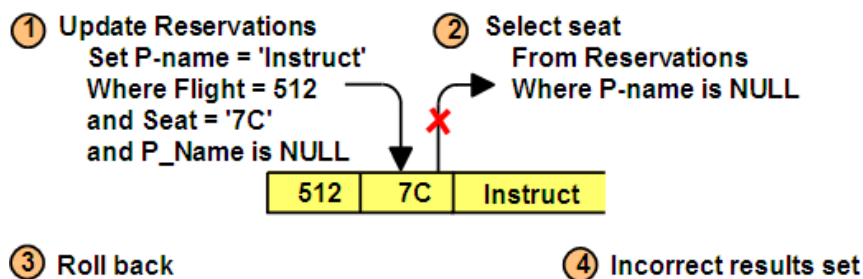 1 Update Reservations
Set P-name = 'Instruct'
Where Flight = 512
and Seat = '7C'
and P_Name is NULL
2 Select seat
From Reservations
Where P-name is NULL
512 7C Instruct
3 Roll back
4 Incorrect results set